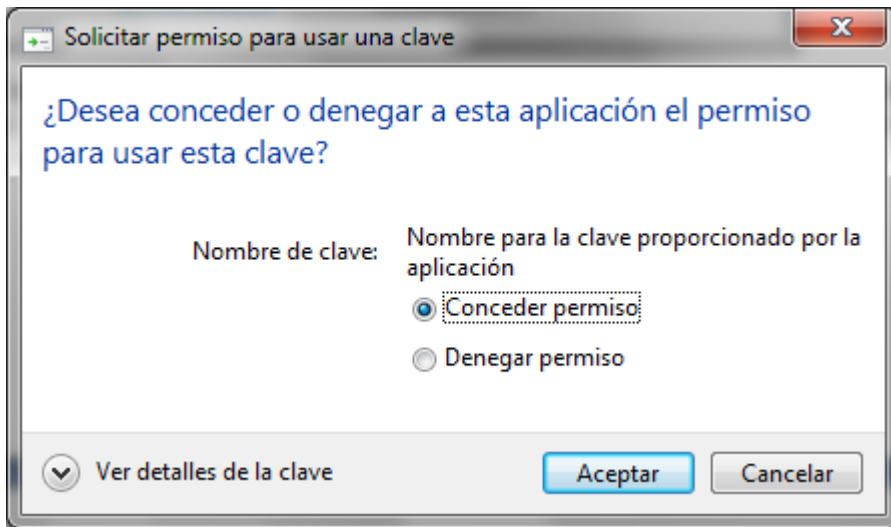 Solicitar permiso para usar una clave
¿Desea conceder o denegar a esta aplicación el permiso
para usar esta clave?
Nombre de clave:
Nombre para la clave proporcionado por la
aplicación
Conceder permiso
Denegar permiso
Ver detalles de la clave
Aceptar
Cancelar